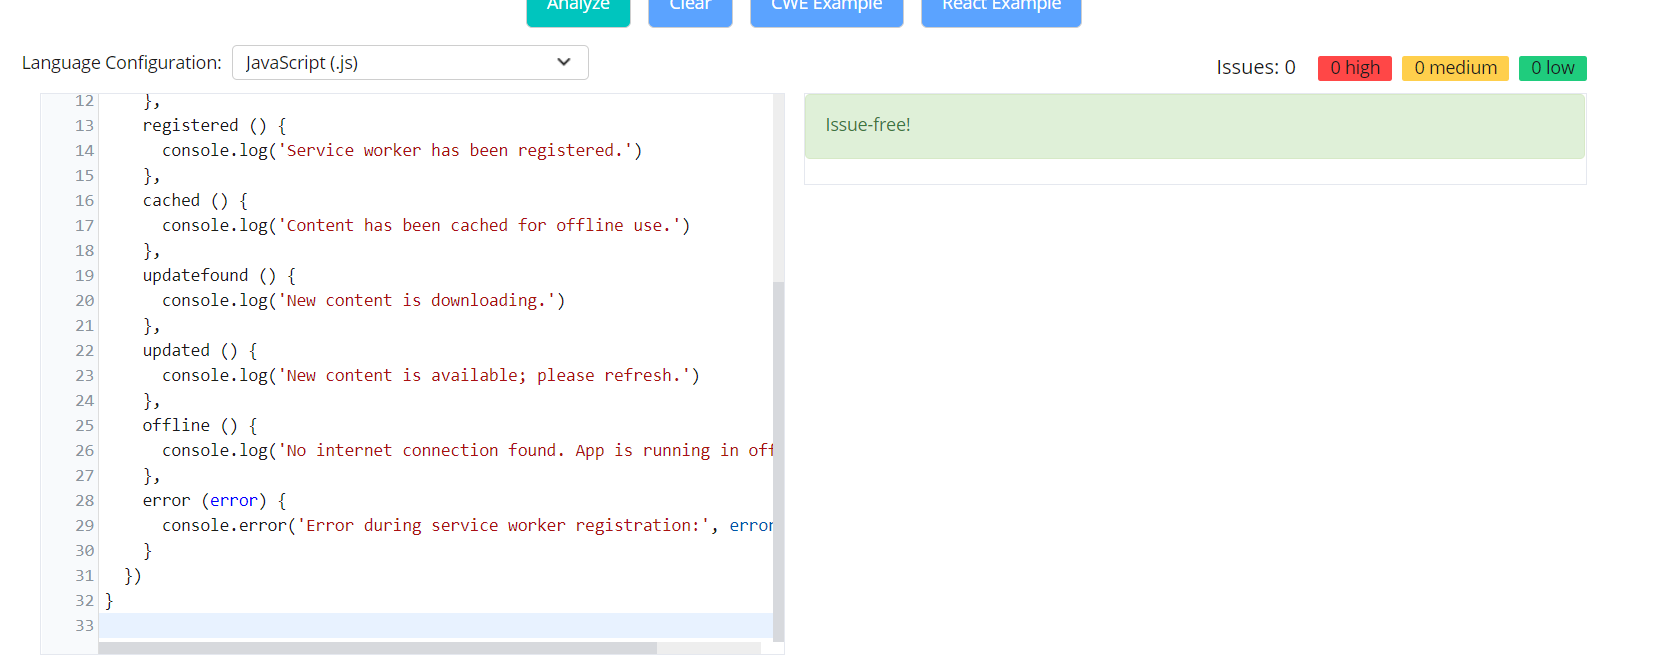 Analyze Clear CWE Example React Example
Language Configuration: JavaScript (.js)
Issues: 0 0 high 0 medium 0 low
12 },
13 registered () {
14 console.log('Service worker has been registered.')
15 },
16 cached () {
17 console.log('Content has been cached for offline use.')
18 },
19 updatefound () {
20 console.log('New content is downloading.')
21 },
22 updated () {
23 console.log('New content is available; please refresh.')
24 },
25 offline () {
26 console.log('No internet connection found. App is running in off
27 },
28 error (error) {
29 console.error('Error during service worker registration:', error
30 }
31 })
32 }
33
Issue-free!